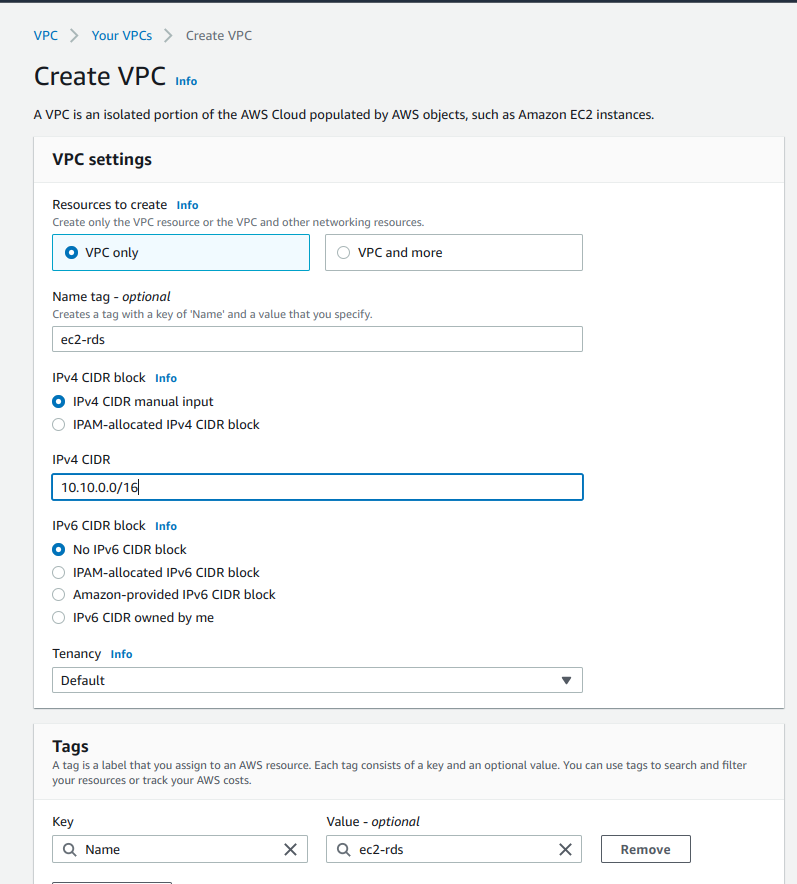 VPC > Your VPCs > Create VPC
Create VPC Info
A VPC is an isolated portion of the AWS Cloud populated by AWS objects, such as Amazon EC2 instances.
VPC settings
Resources to create Info
Create only the VPC resource or the VPC and other networking resources.
VPC only VPC and more
Name tag - optional
Creates a tag with a key of 'Name' and a value that you specify.
ec2-rds
IPv4 CIDR block Info
IPv4 CIDR manual input
IPAM-allocated IPv4 CIDR block
IPv4 CIDR
10.10.0.0/16
IPv6 CIDR block Info
No IPv6 CIDR block
IPAM-allocated IPv6 CIDR block
Amazon-provided IPv6 CIDR block
IPv6 CIDR owned by me
Tenancy Info
Default
Tags
A tag is a label that you assign to an AWS resource. Each tag consists of a key and an optional value. You can use tags to search and filter
your resources or track your AWS costs.
Key Value - optional
Name ec2-rds Remove